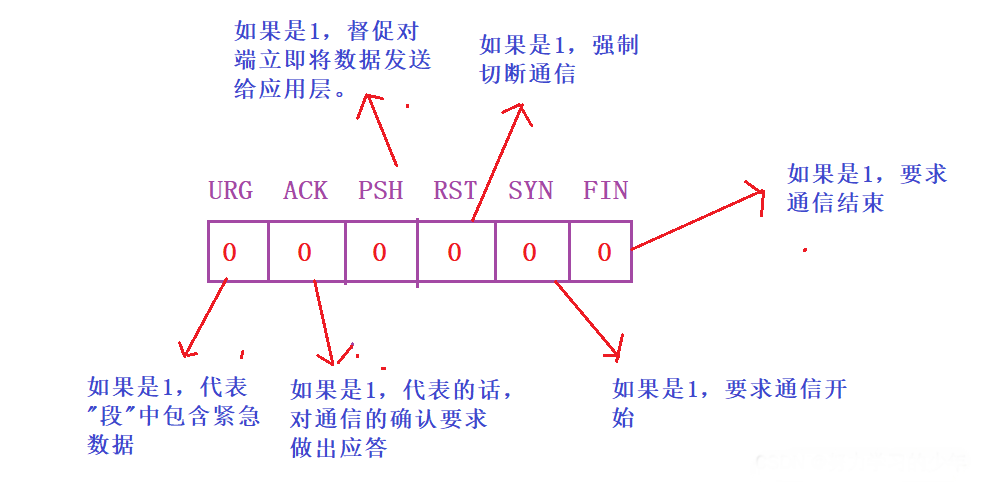 如果是1，督促对
端立即将数据发送
给应用层。
如果是1，强制
切断通信
URG ACK PSH RST SYN FIN
如果是1，要求
通信结束
0 0 0 0 0 0
如果是1，代表
"段"中包含紧急
数据
如果是1，代表的话，
对通信的确认要求
做出应答
如果是1，要求通信开
始